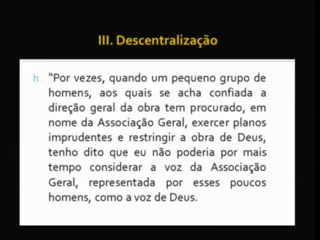 III. Descentralização
h. "Por vezes, quando um pequeno grupo de
homens, aos quais se acha confiada a
direção geral da obra tem procurado, em
nome da Associação Geral, exercer planos
imprudentes e restringir a obra de Deus,
tenho dito que eu não poderia por mais
tempo considerar a voz da Associação
Geral, representada por esses poucos
homens, como a voz de Deus.